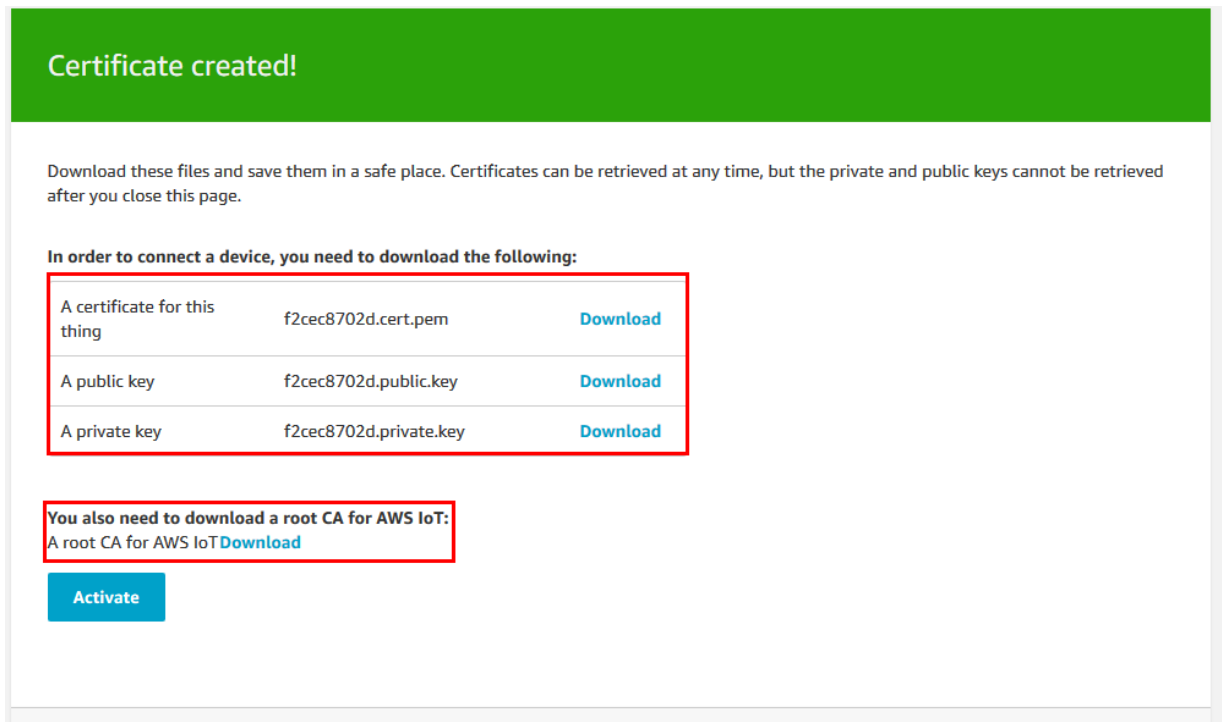 Certificate created!
Download these files and save them in a safe place. Certificates can be retrieved at any time, but the private and public keys cannot be retrieved
after you close this page.
In order to connect a device, you need to download the following:
A certificate for this
thing
f2cec8702d.cert.pem
Download
A public key f2cec8702d.public.key Download
A private key f2cec8702d.private.key Download
You also need to download a root CA for AWS IoT:
A root CA for AWS IoTDownload
Activate